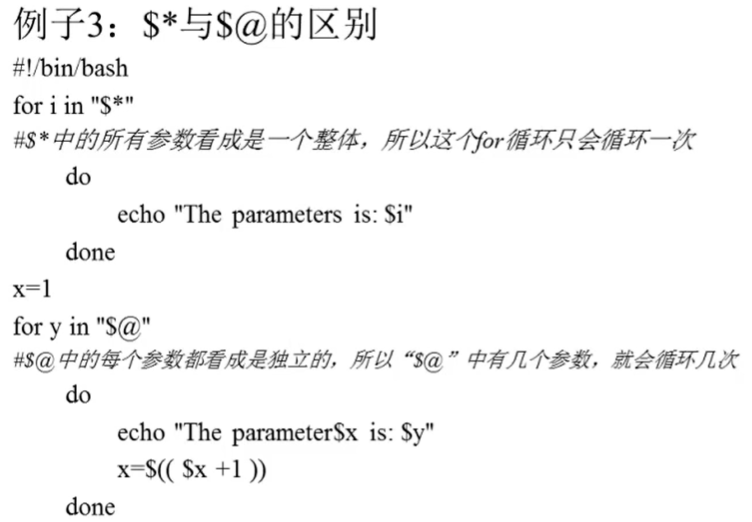 例子3：$*与$@的区别
#!/bin/bash
for i in "$*"
#$*中的所有参数看成是一个整体，所以这个for循环只会循环一次
do
echo "The parameters is: $i"
done
x=1
for y in "$@"
#$@中的每个参数都看成是独立的，所以“$@”中有几个参数，就会循环几次
do
echo "The parameter$x is: $y"
x=$(( $x +1 ))
done